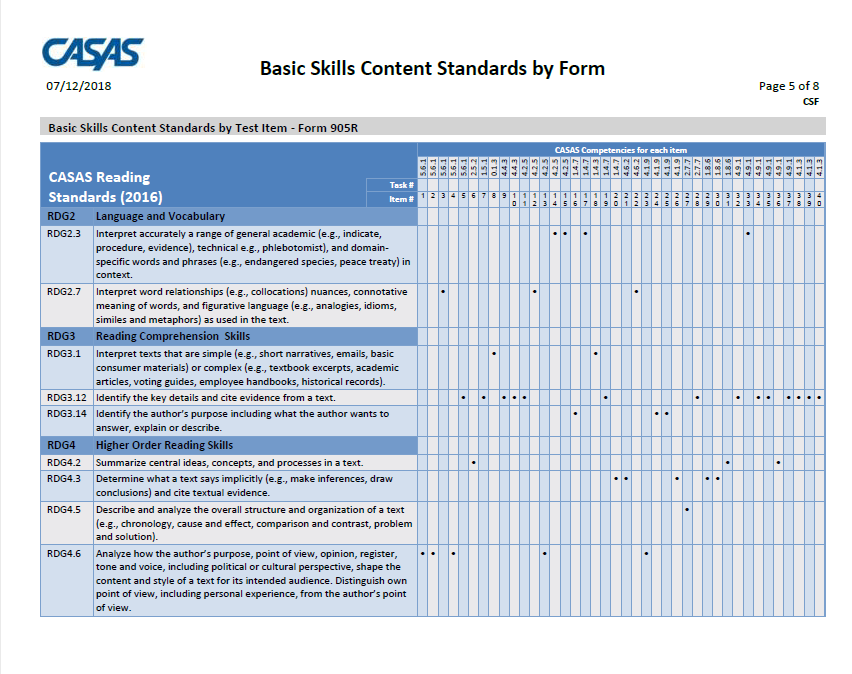 CASAS
07/12/2018
Basic Skills Content Standards by Form
Page 5 of 8
CSF
Basic Skills Content Standards by Test Item - Form 905R
CASAS Competencies for each item
5.6.1 5.6.1 5.6.1 5.6.1 5.6.1 2.5.2 1.5.1 0.1.3 4.4.3 4.4.3 4.2.5 4.2.5 4.2.5 4.2.5 4.2.5 1.4.7 1.4.7 1.4.3 1.4.7 1.4.7 4.6.2 4.6.2 4.1.9 4.1.9 4.1.9 4.1.9 2.7.7 2.7.7 1.8.6 1.8.6 1.8.6 4.9.1 4.9.1 4.9.1 4.9.1 4.9.1 4.9.1 4.1.3 4.1.3 4.1.3
CASAS Reading
Standards (2016)
Task #
Item # 1 2 3 4 5 6 7 8 9 10 11 12 13 14 15 16 17 18 19 20 21 22 23 24 25 26 27 28 29 30 31 32 33 34 35 36 37 38 39 40
RDG2 Language and Vocabulary
RDG2.3 Interpret accurately a range of general academic (e.g., indicate,
procedure, evidence), technical e.g., phlebotomist), and domain-
specific words and phrases (e.g., endangered species, peace treaty) in
context.
RDG2.7 Interpret word relationships (e.g., collocations) nuances, connotative
meaning of words, and figurative language (e.g., analogies, idioms,
similes and metaphors) as used in the text.
RDG3 Reading Comprehension Skills
RDG3.1 Interpret texts that are simple (e.g., short narratives, emails, basic
consumer materials) or complex (e.g., textbook excerpts, academic
articles, voting guides, employee handbooks, historical records).
RDG3.12 Identify the key details and cite evidence from a text.
RDG3.14 Identify the author's purpose including what the author wants to
answer, explain or describe.
RDG4 Higher Order Reading Skills
RDG4.2 Summarize central ideas, concepts, and processes in a text.
RDG4.3 Determine what a text says implicitly (e.g., make inferences, draw
conclusions) and cite textual evidence.
RDG4.5 Describe and analyze the overall structure and organization of a text
(e.g., chronology, cause and effect, comparison and contrast, problem
and solution).
RDG4.6 Analyze how the author's purpose, point of view, opinion, register,
tone and voice, including political or cultural perspective, shape the
content and style of a text for its intended audience. Distinguish own
point of view, including personal experience, from the author's point
of view.